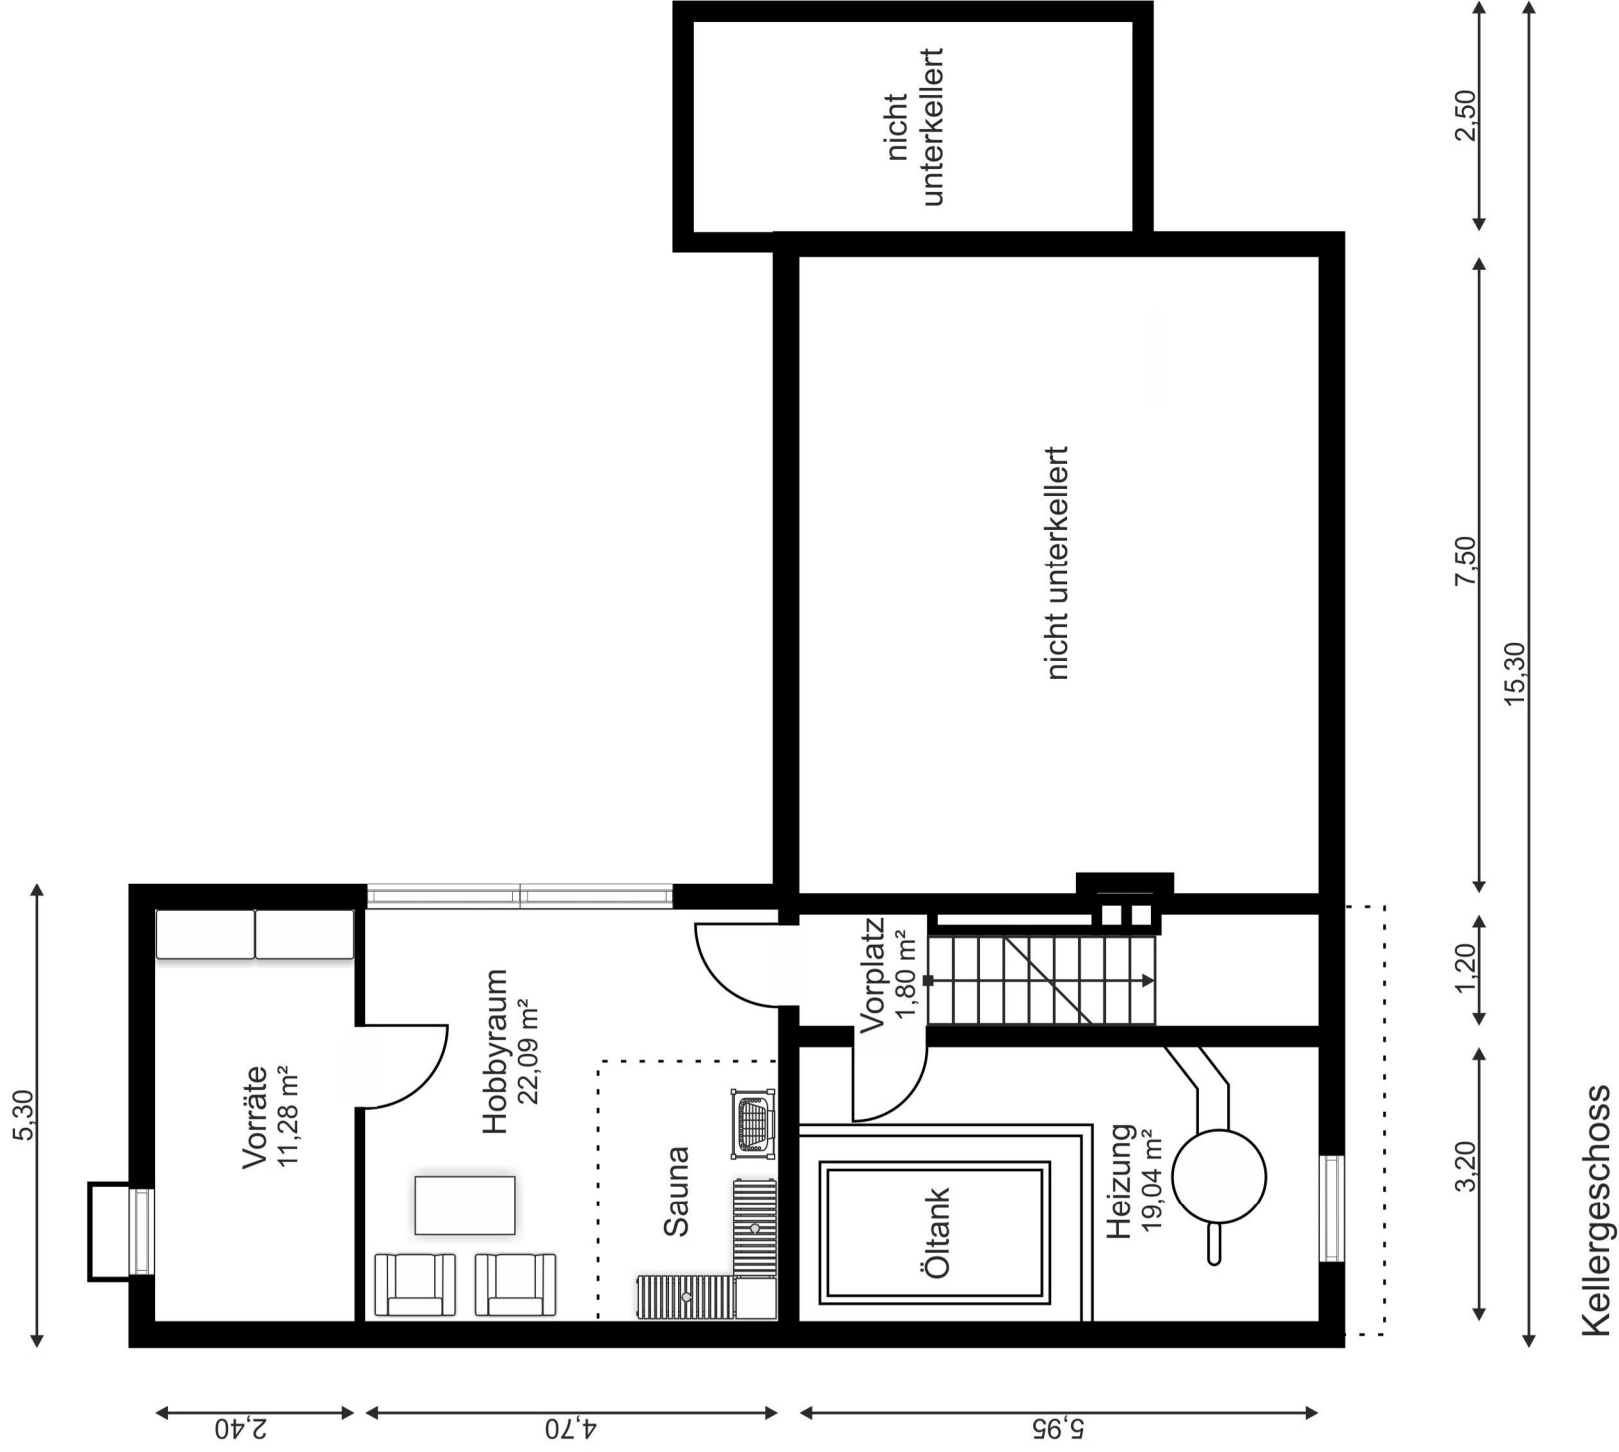 nicht
unterkellert
2,50
7,50
nicht unterkellert
15,30
5,30
Vorräte
11,28 m²
Hobbyraum
22,09 m²
Vorplatz
1,80 m²
1,20
Sauna
Öltank
Heizung
19,04 m²
3,20
2,40
4,70
5,95
Kellergeschoss